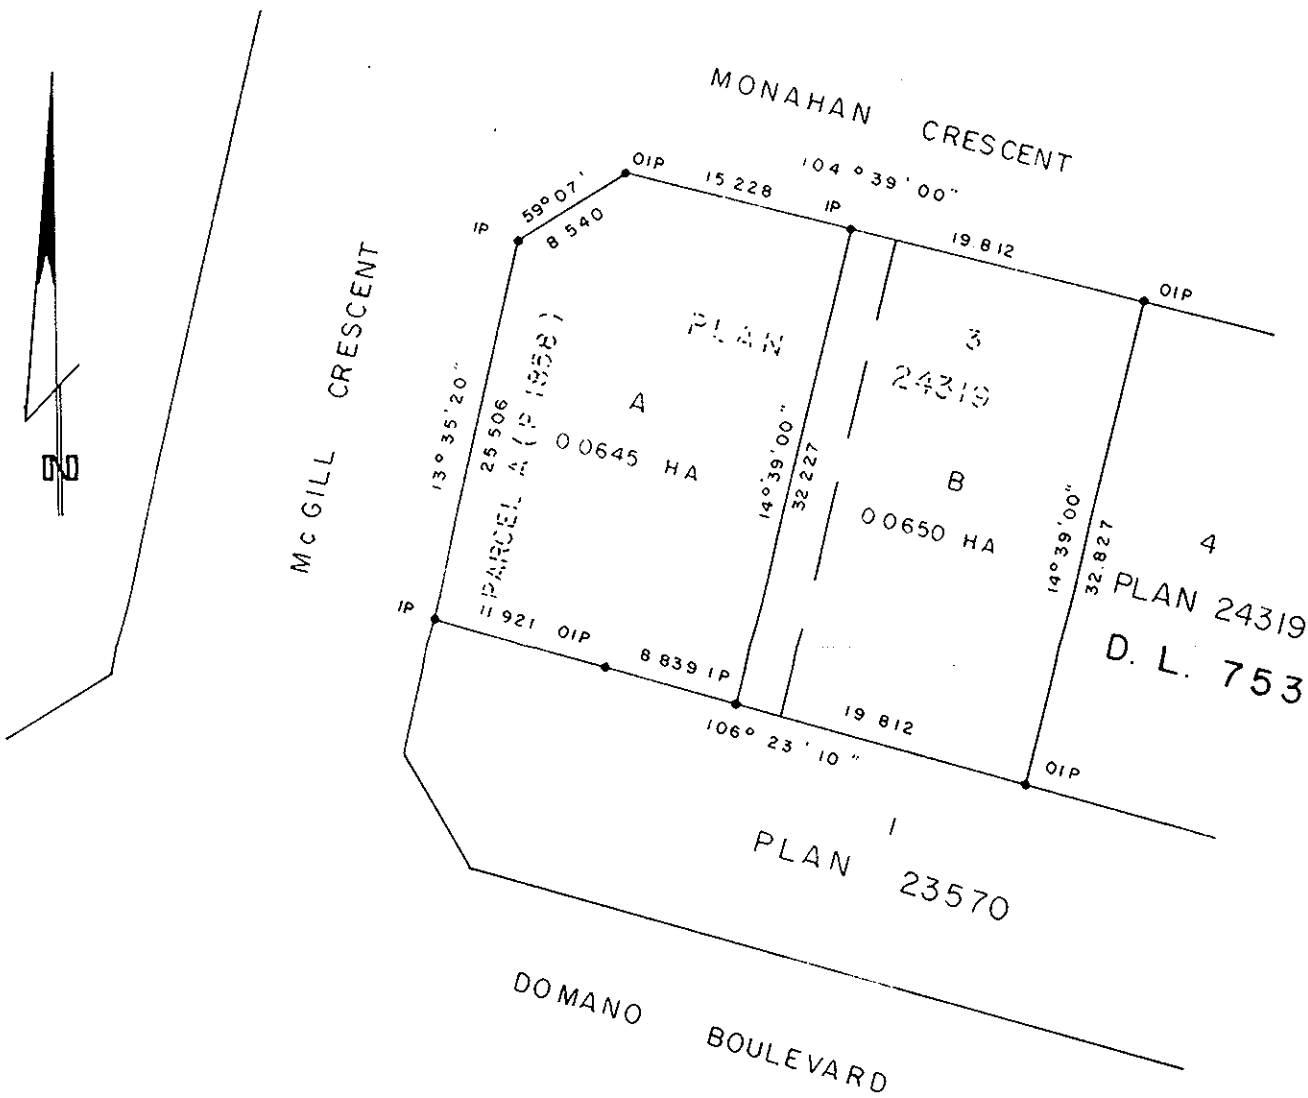 MONAHAN CRESCENT
104°39'00"
OIP
15 228
IP
19.812
OIP
59°07'
8 540
IP
McGILL CRESCENT
13°35'20"
25 506
PARCEL A (P 1858)
PLAN
3
24319
A
0 0645 HA
14°39'00"
32 227
B
0 0650 HA
14°39'00"
32.827
4
PLAN 24319
D. L. 753
N
IP
11 921
OIP
8 839
IP
19 812
106° 23' 10"
OIP
1
PLAN 23570
DOMANO BOULEVARD